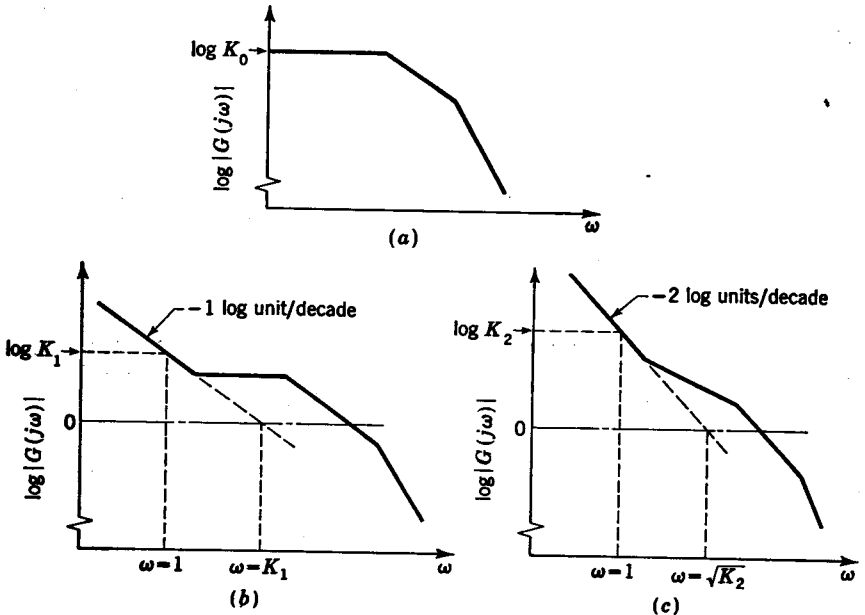 log K₀
log |G(jω)|
ω
(a)
−1 log unit/decade
log K₁
0
log |G(jω)|
ω=1
ω=K₁
ω
(b)
−2 log units/decade
log K₂
0
log |G(jω)|
ω=1
ω=√K₂
ω
(c)